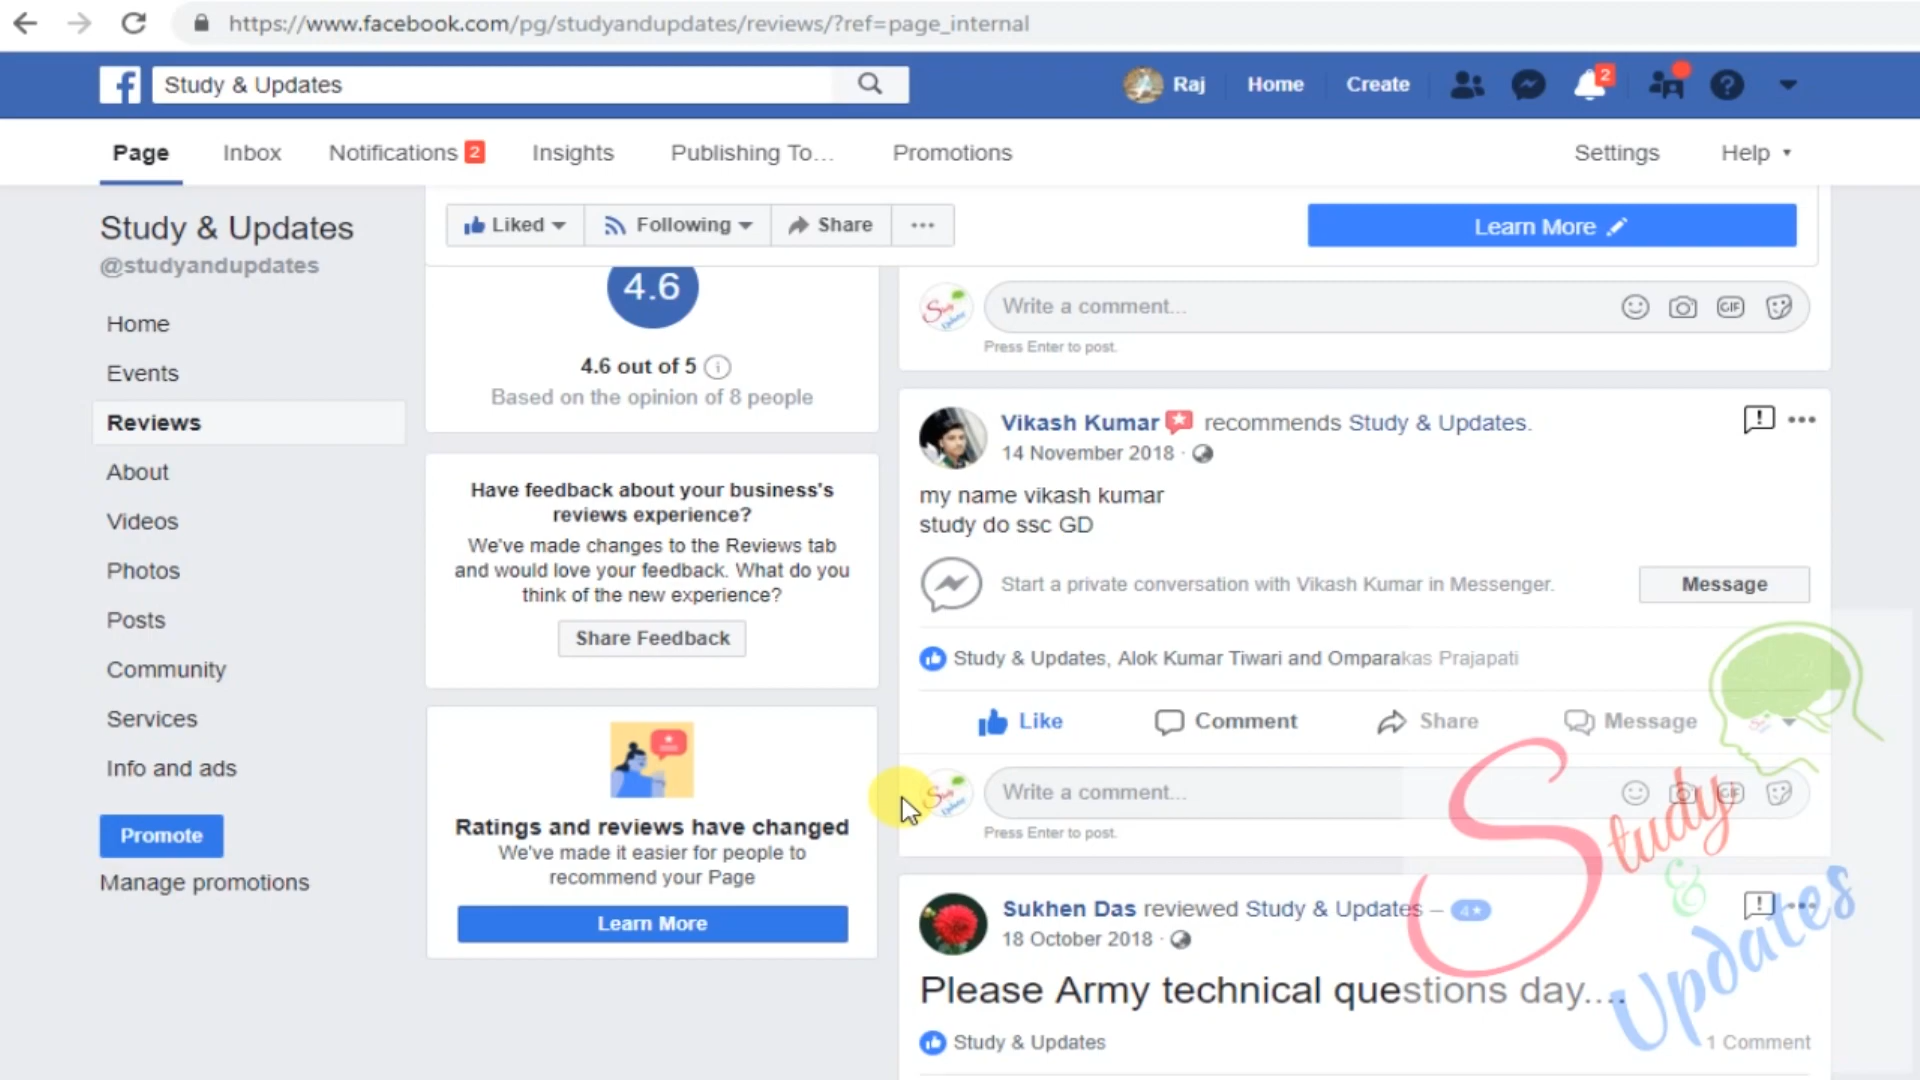 https://www.facebook.com/pg/studyandupdates/reviews/?ref=page_internal
Study & Updates
Raj
Home
Create
2
Page
Inbox
Notifications 2
Insights
Publishing To...
Promotions
Settings
Help
Study & Updates
@studyandupdates
Home
Events
Reviews
About
Videos
Photos
Posts
Community
Services
Info and ads
Promote
Manage promotions
Liked
Following
Share
Learn More
4.6
4.6 out of 5
Based on the opinion of 8 people
Have feedback about your business's
reviews experience?
We've made changes to the Reviews tab
and would love your feedback. What do you
think of the new experience?
Share Feedback
Ratings and reviews have changed
We've made it easier for people to
recommend your Page
Learn More
Write a comment...
GIF
Press Enter to post.
Vikash Kumar recommends Study & Updates.
14 November 2018
my name vikash kumar
study do ssc GD
Start a private conversation with Vikash Kumar in Messenger.
Message
Study & Updates, Alok Kumar Tiwari and Omparakas Prajapati
Like
Comment
Share
Message
Write a comment...
GIF
Press Enter to post.
Sukhen Das reviewed Study & Updates – 4★
18 October 2018
Please Army technical questions day....
Study & Updates
1 Comment
Study
&
Updates